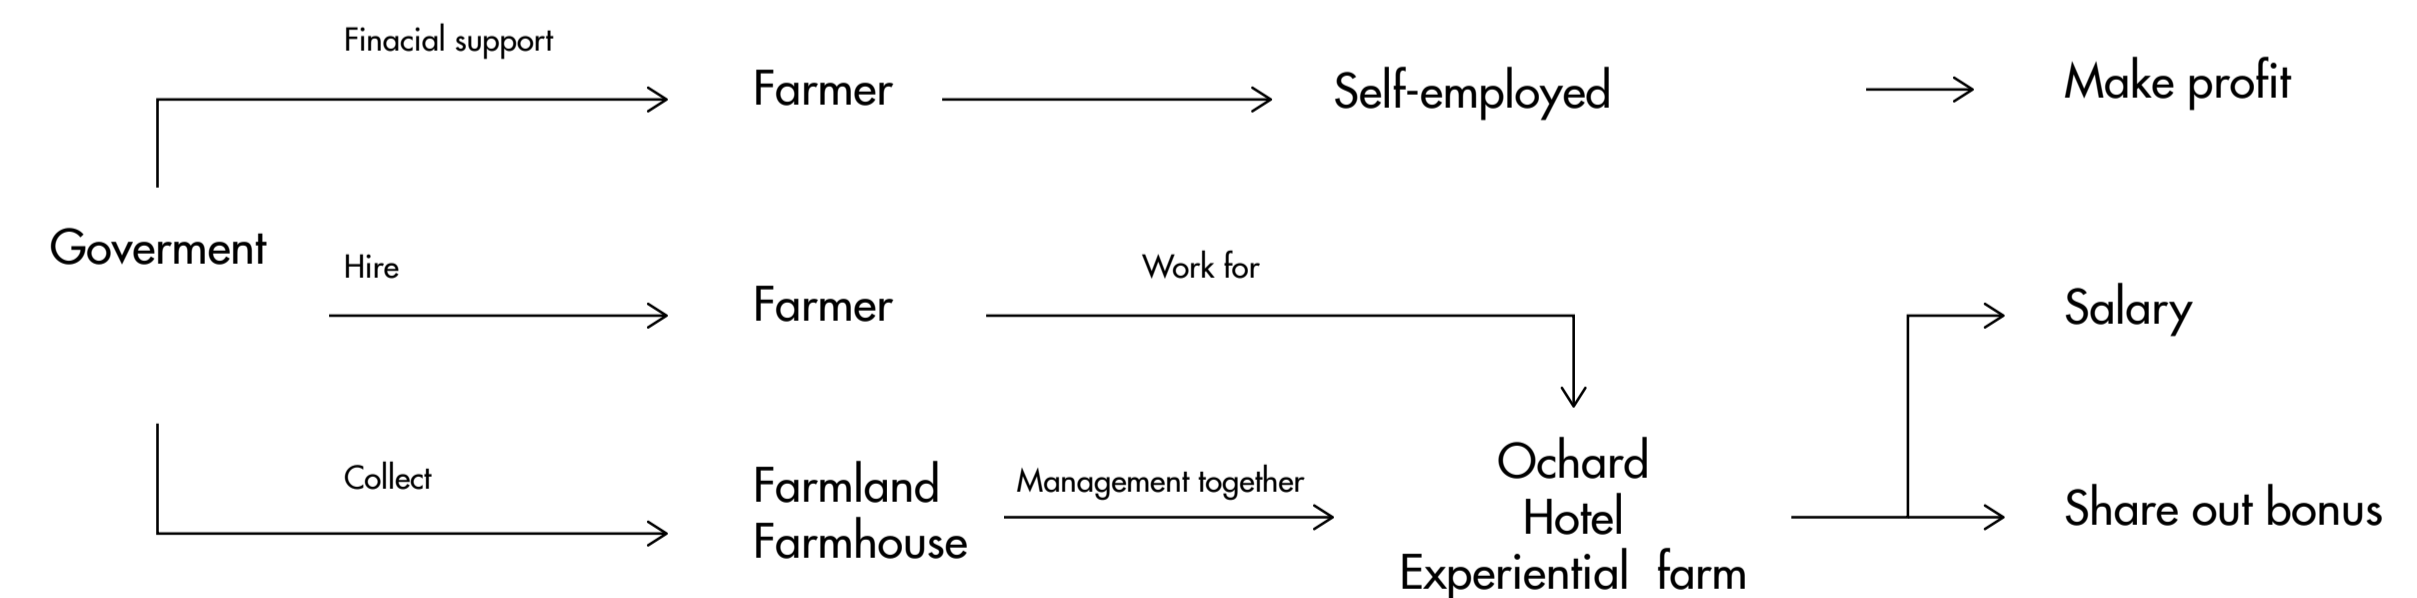 Finacial support
Farmer
Self-employed
Make profit
Goverment
Hire
Farmer
Work for
Salary
Collect
Farmland
Farmhouse
Management together
Ochard
Hotel
Experiential farm
Share out bonus